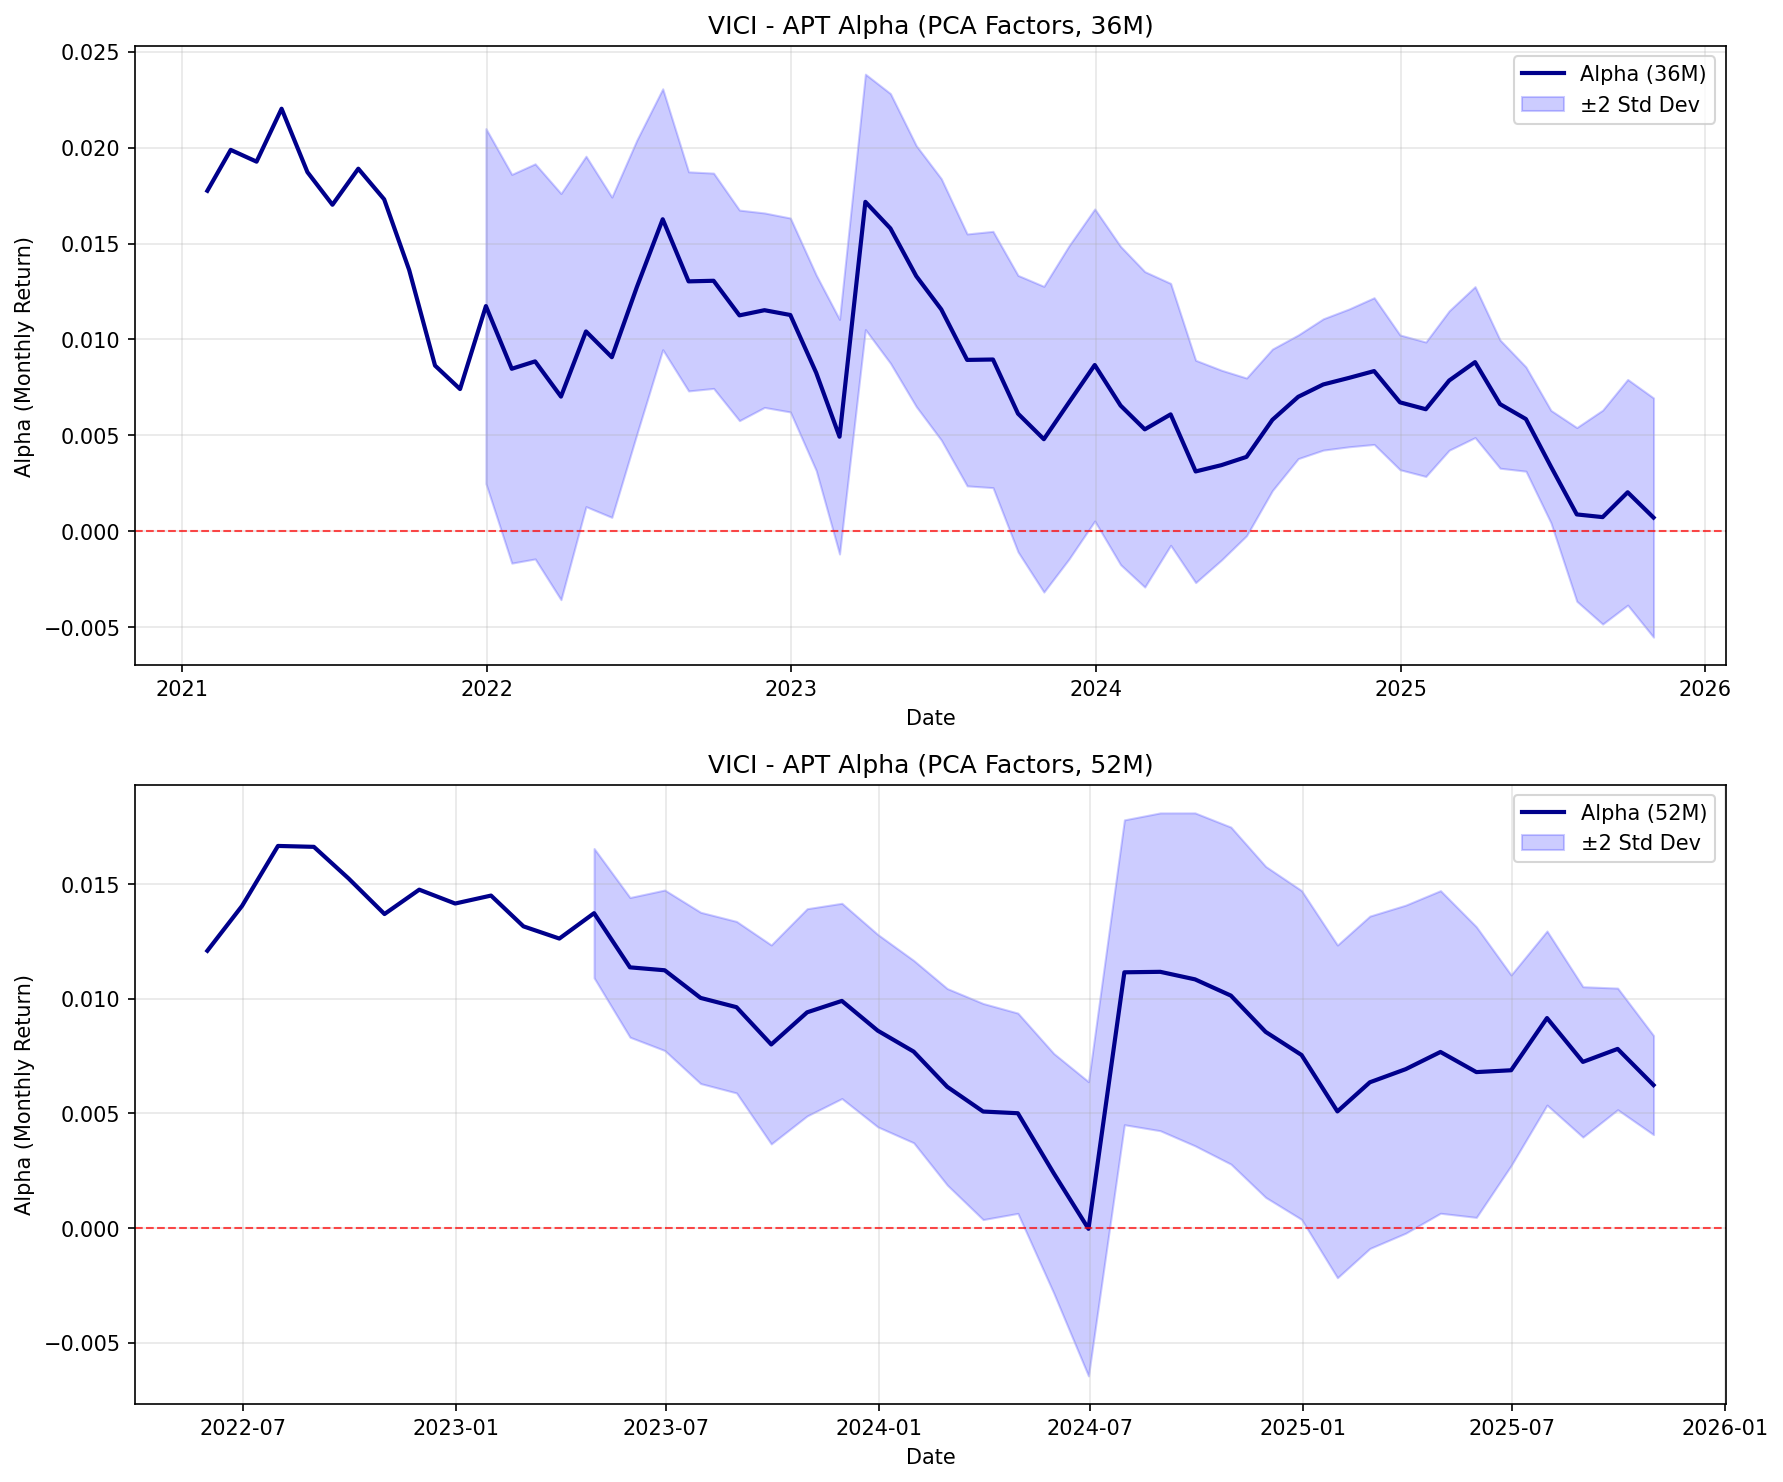 VICI - APT Alpha (PCA Factors, 36M)
0.025
0.020
0.015
0.010
0.005
0.000
−0.005
Alpha (Monthly Return)
Alpha (36M)
±2 Std Dev
2021 2022 2023 2024 2025 2026
Date
VICI - APT Alpha (PCA Factors, 52M)
0.015
0.010
0.005
0.000
−0.005
Alpha (Monthly Return)
Alpha (52M)
±2 Std Dev
2022-07 2023-01 2023-07 2024-01 2024-07 2025-01 2025-07 2026-01
Date